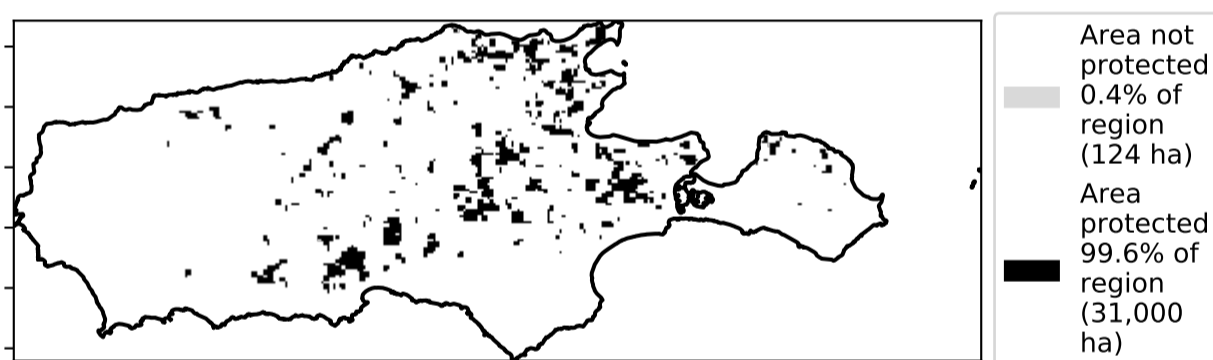 Area not
protected
0.4% of
region
(124 ha)
Area
protected
99.6% of
region
(31,000
ha)